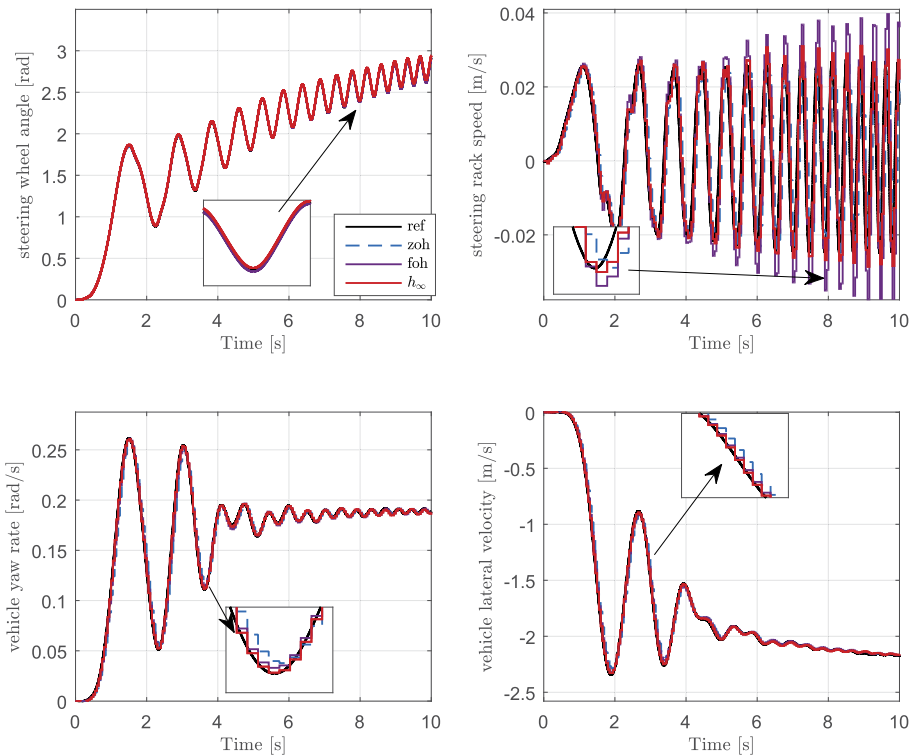 steering wheel angle [rad]
3
2.5
2
1.5
1
0.5
0
0 2 4 6 8 10
Time [s]
ref
zoh
foh
h∞
steering rack speed [m/s]
0.04
0.02
0
-0.02
0 2 4 6 8 10
Time [s]
vehicle yaw rate [rad/s]
0.25
0.2
0.15
0.1
0.05
0
0 2 4 6 8 10
Time [s]
vehicle lateral velocity [m/s]
0
-0.5
-1
-1.5
-2
-2.5
0 2 4 6 8 10
Time [s]